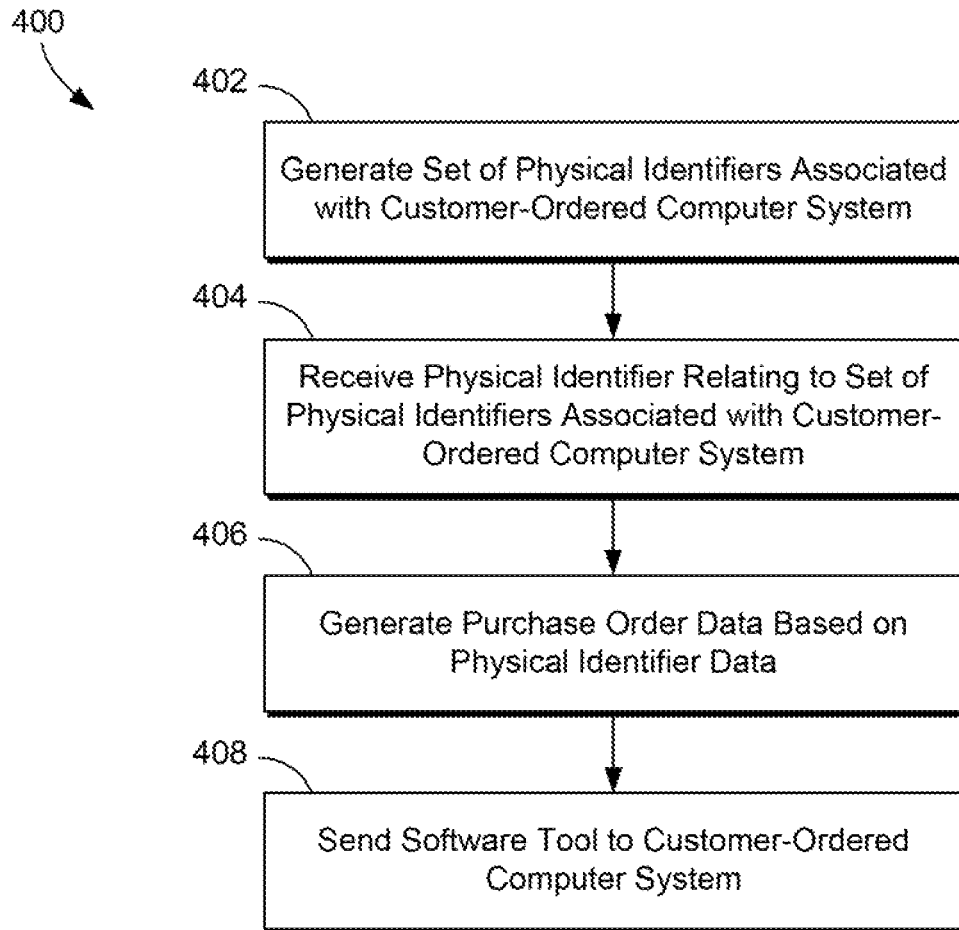 400
402
Generate Set of Physical Identifiers Associated
with Customer-Ordered Computer System
404
Receive Physical Identifier Relating to Set of
Physical Identifiers Associated with Customer-
Ordered Computer System
406
Generate Purchase Order Data Based on
Physical Identifier Data
408
Send Software Tool to Customer-Ordered
Computer System